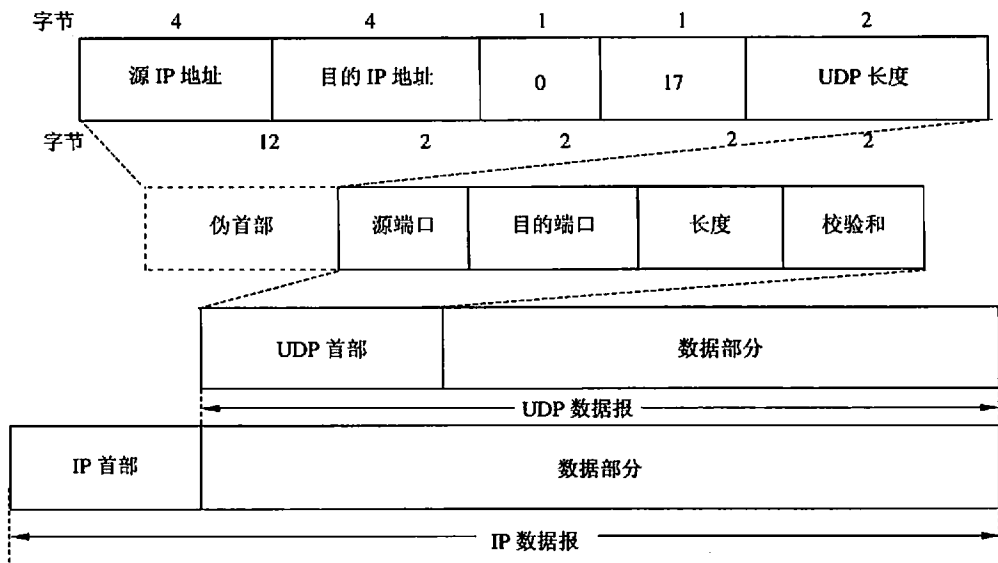 字节 4 4 1 1 2
源 IP 地址 目的 IP 地址 0 17 UDP 长度
字节 12 2 2 2 2
伪首部 源端口 目的端口 长度 校验和
UDP 首部 数据部分
UDP 数据报
IP 首部 数据部分
IP 数据报